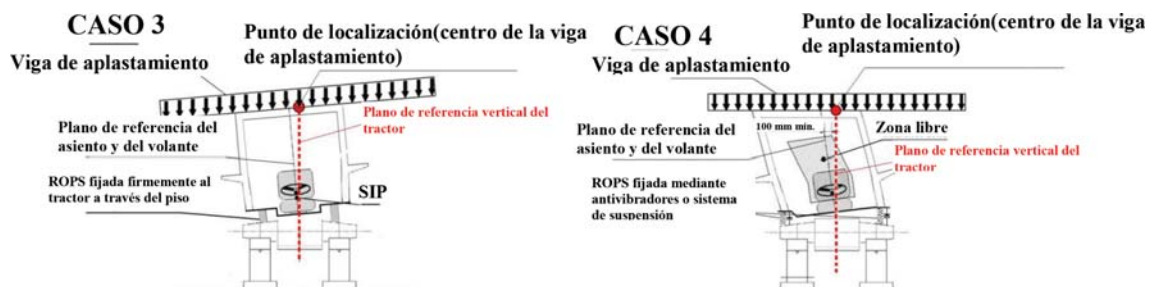 CASO 3
Punto de localización(centro de la viga
de aplastamiento)
Viga de aplastamiento
Plano de referencia vertical del
tractor
Plano de referencia del
asiento y del volante
ROPS fijada firmemente al
tractor a través del piso
SIP
CASO 4
Punto de localización(centro de la viga
de aplastamiento)
Viga de aplastamiento
100 mm min.
Zona libre
Plano de referencia del
asiento y del volante
Plano de referencia vertical del
tractor
ROPS fijada mediante
antivibradores o sistema
de suspensión